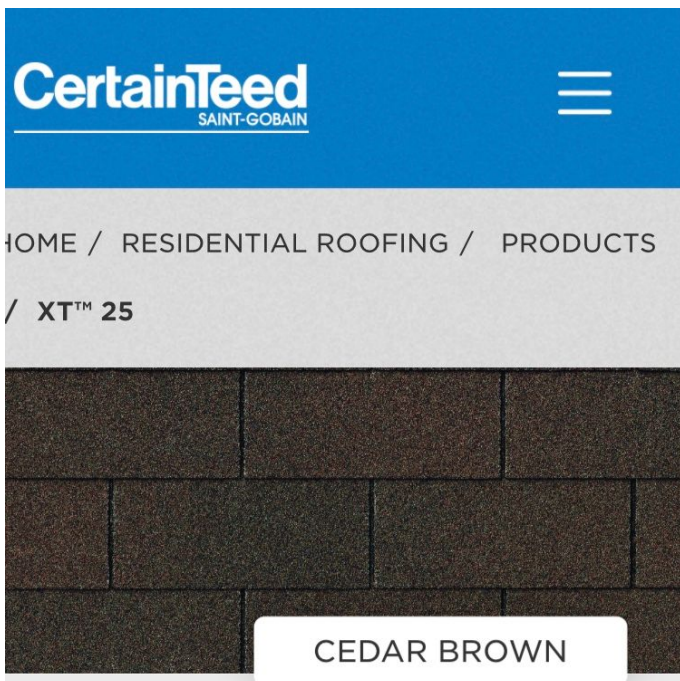 CertainTeed
SAINT-GOBAIN
HOME / RESIDENTIAL ROOFING / PRODUCTS
/ XT™ 25
CEDAR BROWN